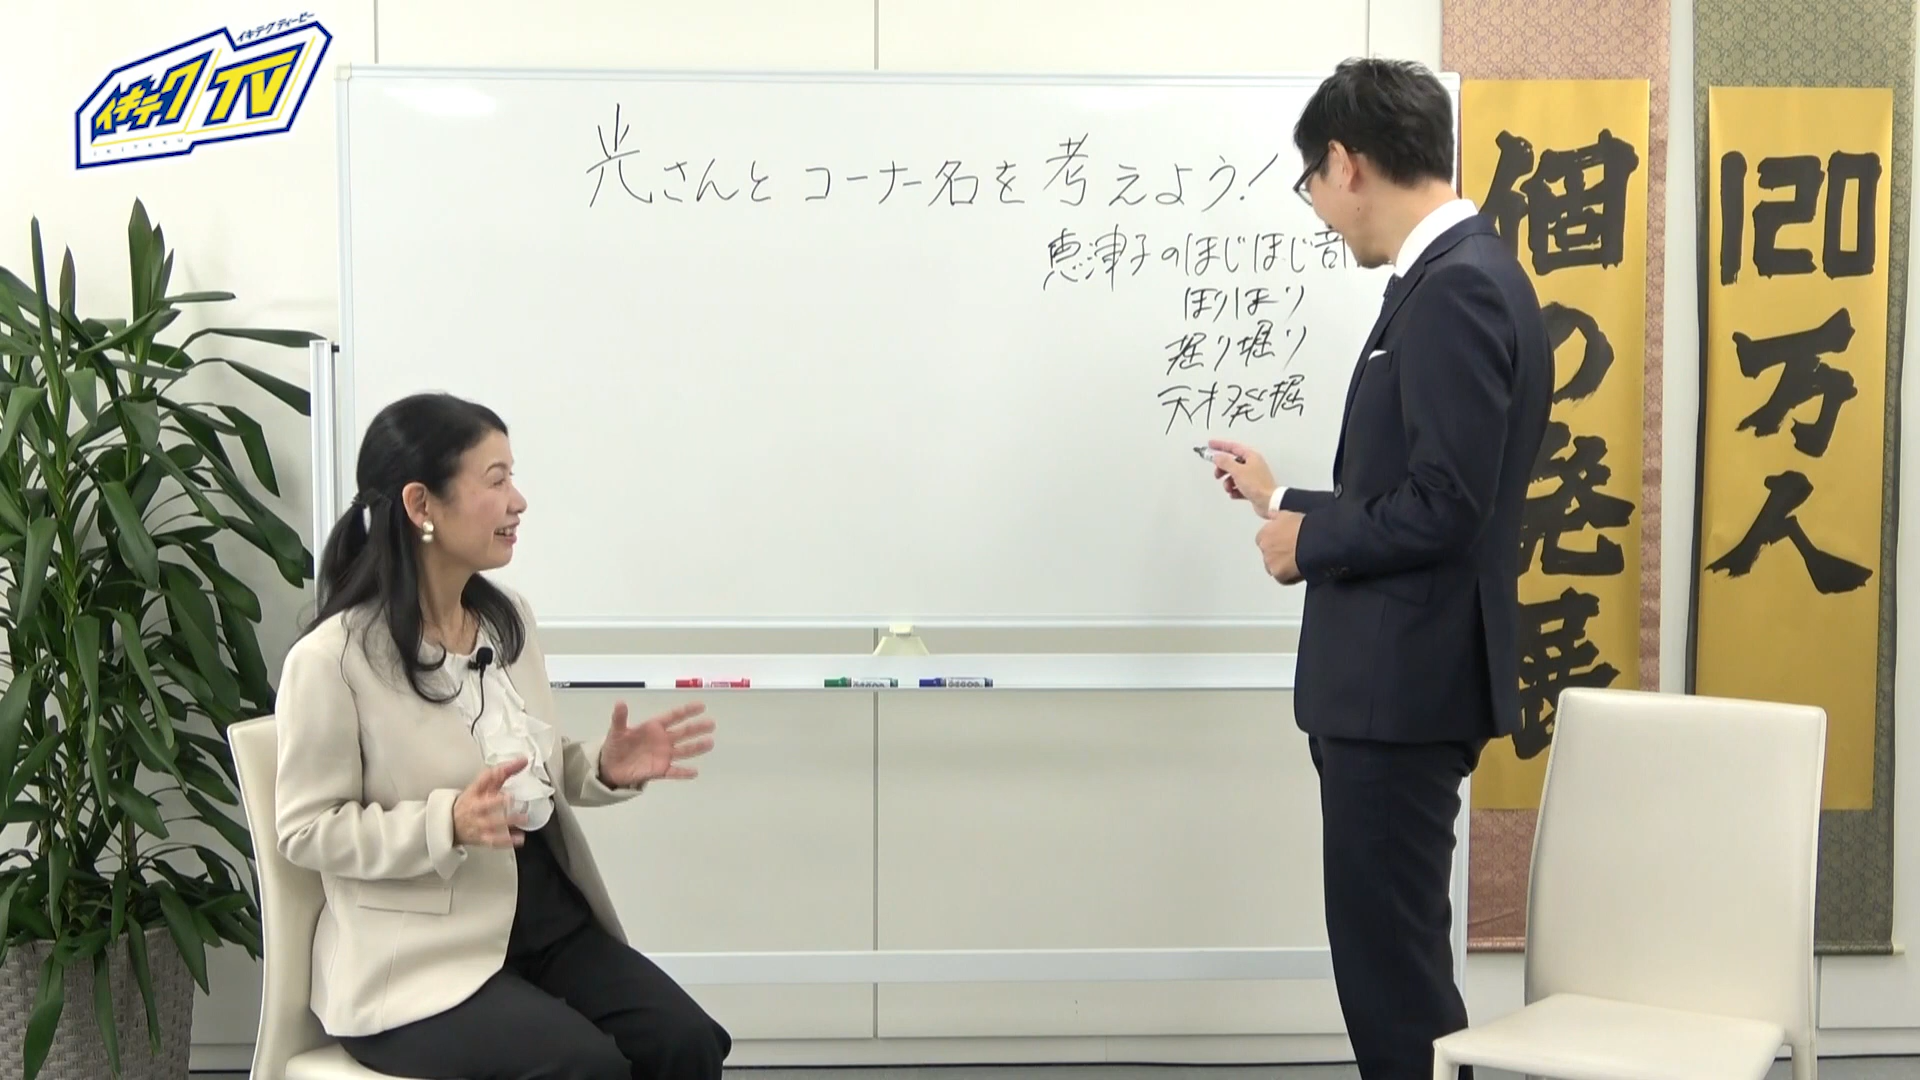 イキテク ティービー
イキテクTV
IKITEKU
光さんとコーナー名を考えよう！
恵津子のほじほじ部
ほりほり
掘り掘り
天才発掘
個の発展
120万人